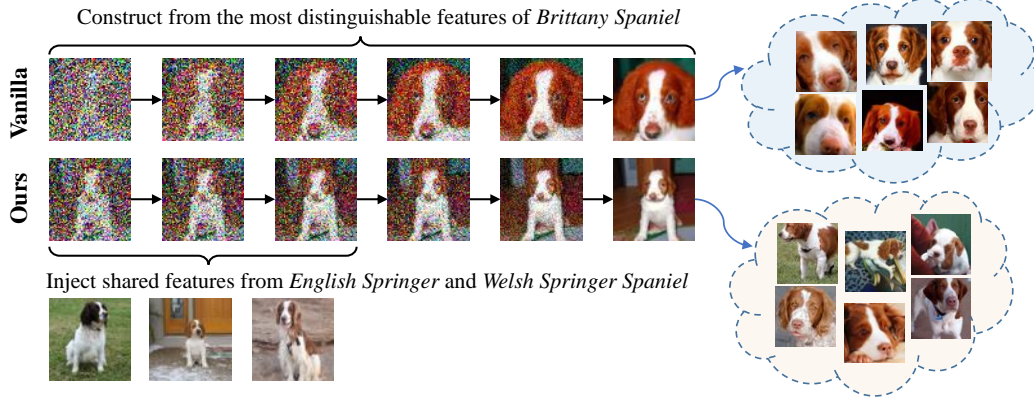 Construct from the most distinguishable features of Brittany Spaniel
Vanilla
Ours
Inject shared features from English Springer and Welsh Springer Spaniel